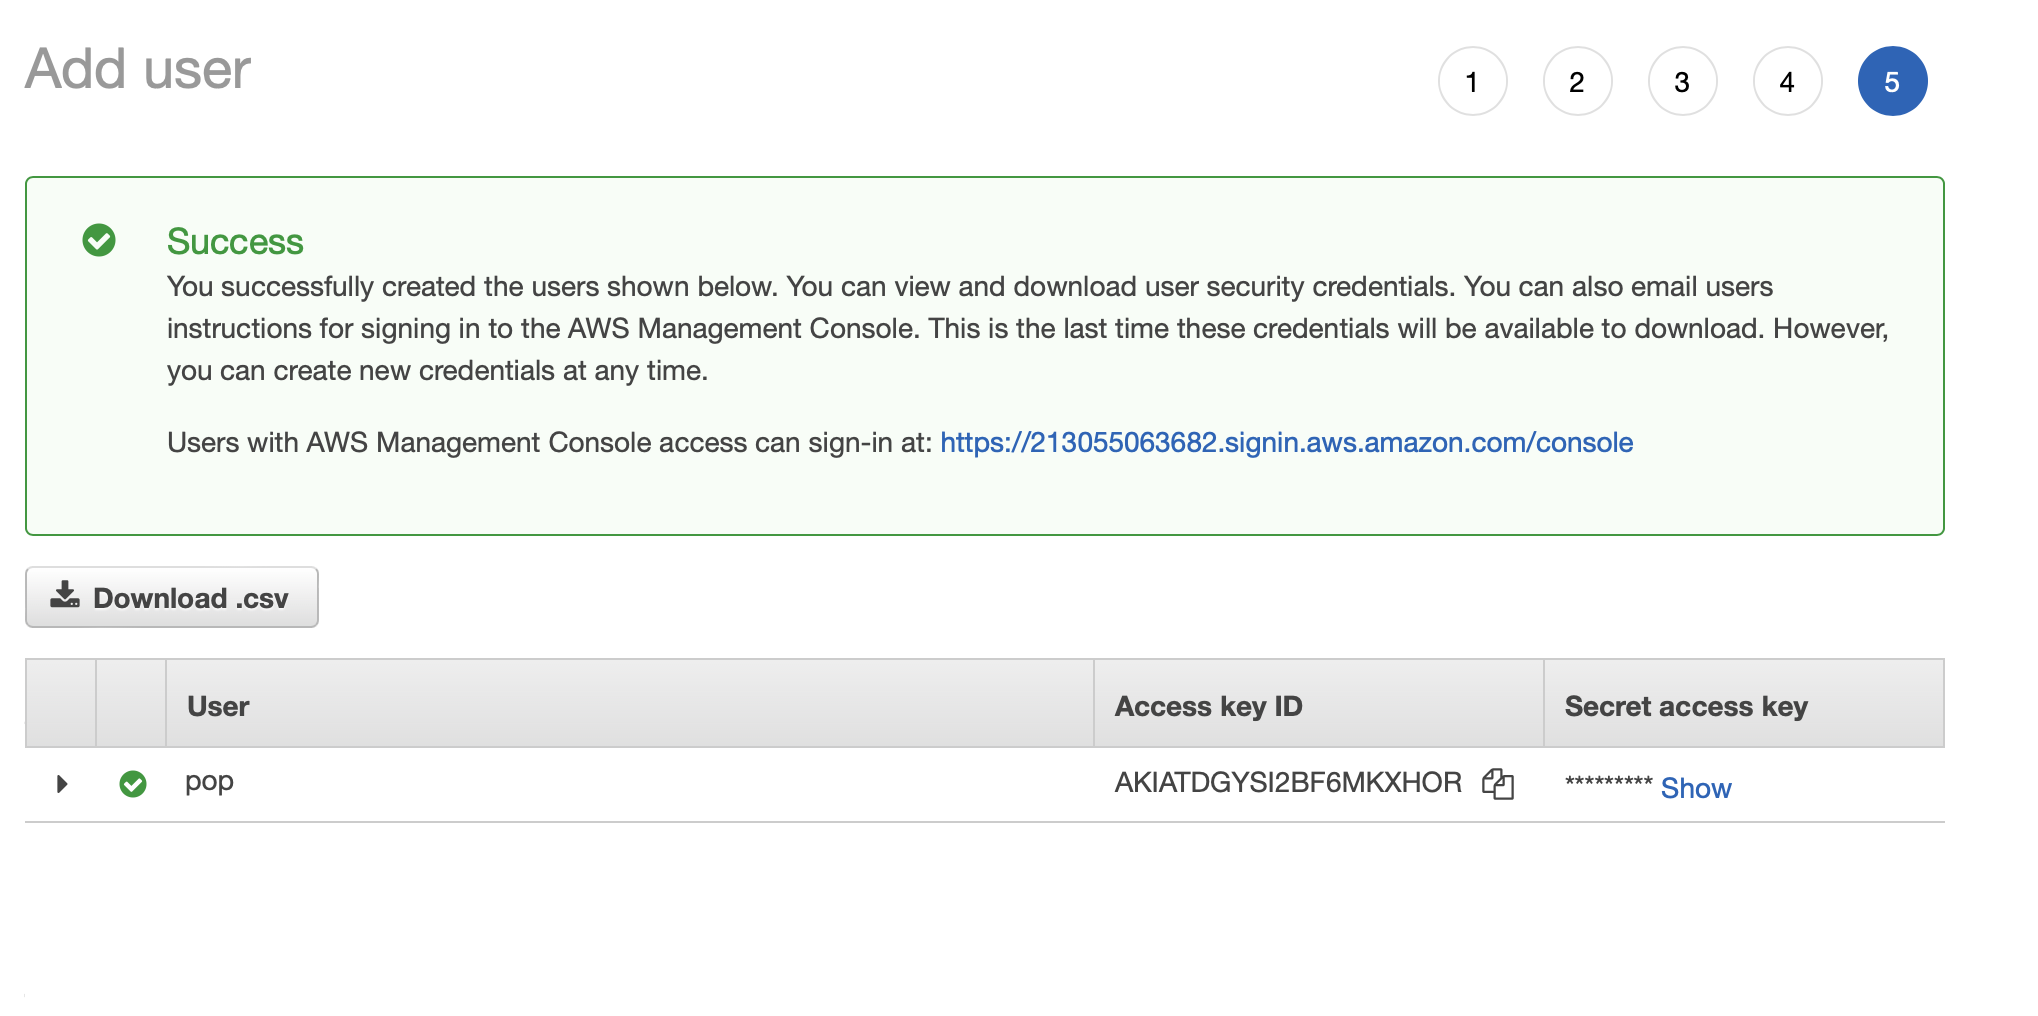 Add user
1 2 3 4 5
Success
You successfully created the users shown below. You can view and download user security credentials. You can also email users
instructions for signing in to the AWS Management Console. This is the last time these credentials will be available to download. However,
you can create new credentials at any time.
Users with AWS Management Console access can sign-in at: https://213055063682.signin.aws.amazon.com/console
Download .csv
User Access key ID Secret access key
pop AKIATDGYSI2BF6MKXHOR ********* Show